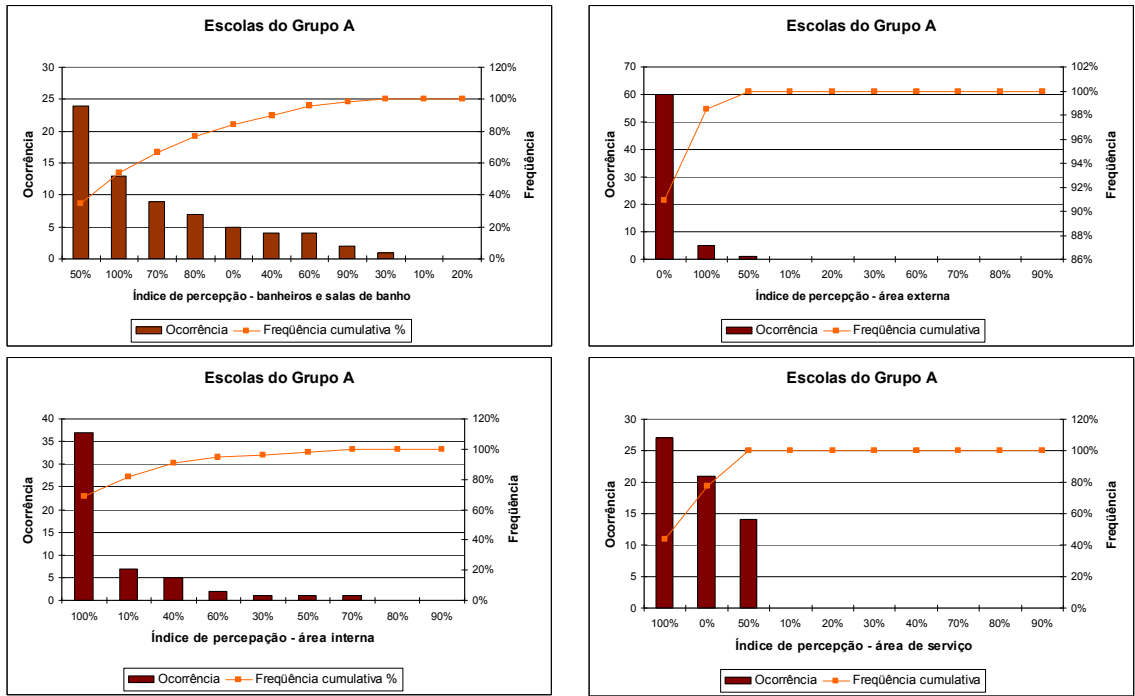 Escolas do Grupo A
30
25
20
15
10
5
0
Ocorrência
120%
100%
80%
60%
40%
20%
0%
Freqüência
50% 100% 70% 80% 0% 40% 60% 90% 30% 10% 20%
Índice de percepção - banheiros e salas de banho
Ocorrência Freqüência cumulativa %
Escolas do Grupo A
70
60
50
40
30
20
10
0
Ocorrência
102%
100%
98%
96%
94%
92%
90%
88%
86%
Freqüência
0% 100% 50% 10% 20% 30% 40% 60% 70% 80% 90%
Índice de percepção - área externa
Ocorrência Freqüência cumulativa
Escolas do Grupo A
40
35
30
25
20
15
10
5
0
Ocorrência
120%
100%
80%
60%
40%
20%
0%
Freqüência
100% 10% 40% 60% 30% 50% 70% 80% 90%
Índice de percepação - área interna
Ocorrência Freqüência cumulativa %
Escolas do Grupo A
30
25
20
15
10
5
0
Ocorrência
120%
100%
80%
60%
40%
20%
0%
Freqüência
100% 0% 50% 10% 20% 30% 40% 60% 70% 80% 90%
Índice de percepção - área de serviço
Ocorrência Freqüência cumulativa